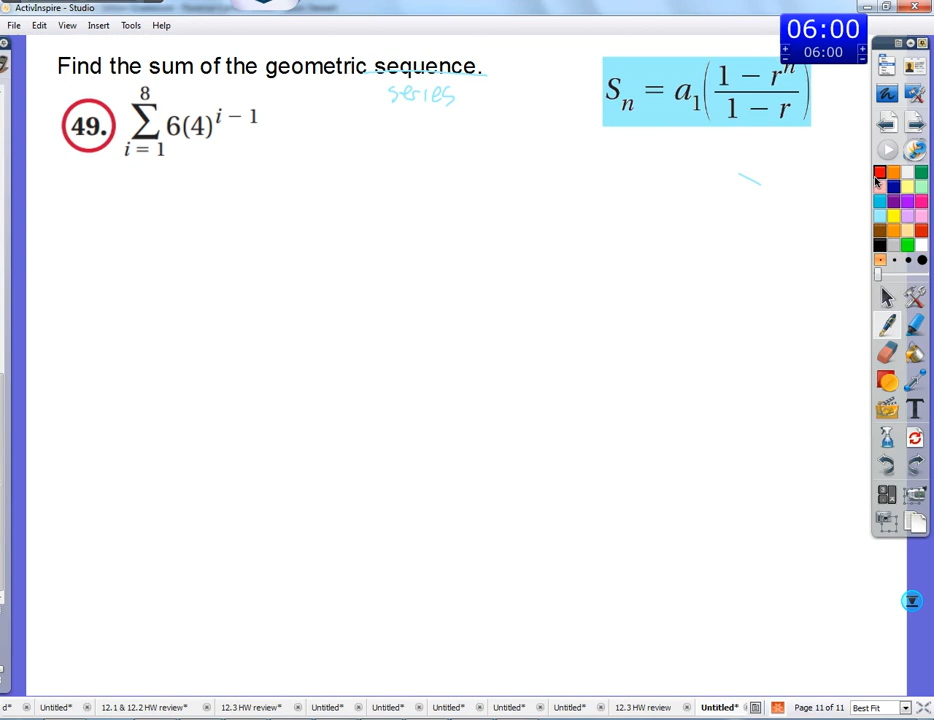 ActivInspire - Studio
06:00
File Edit View Insert Tools Help
06:00
Find the sum of the geometric sequence.
series
S_n = a_1((1 - r^n)/(1 - r))
49. \sum_{i = 1}^{8} 6(4)^{i - 1}
T
d* Untitled* 12.1 & 12.2 HW review* 12.3 HW review* Untitled* Untitled* Untitled* Untitled* Untitled* 12.3 HW review Untitled* Page 11 of 11 Best Fit